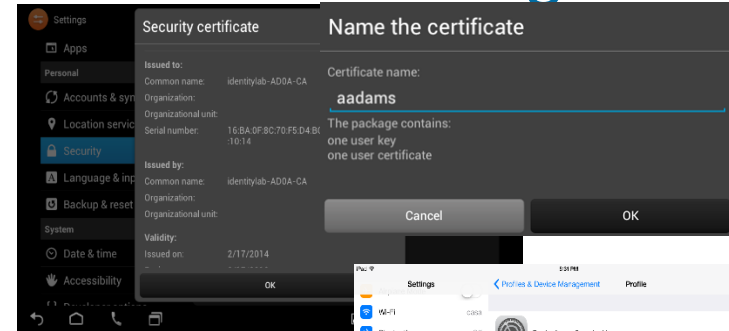 Settings
Apps
Personal
Accounts & syn
Location servic
Security
Language & inp
Backup & reset
System
Date & time
Accessibility
Security certificate
Issued to:
Common name: identitylab-AD0A-CA
Organization:
Organizational unit:
Serial number: 16:BA:0F:8C:70:F5:D4:BC
:10:14
Issued by:
Common name: identitylab-AD0A-CA
Organization:
Organizational unit:
Validity:
Issued on: 2/17/2014
OK
Name the certificate
Certificate name:
aadams
The package contains:
one user key
one user certificate
Cancel OK
Settings
Wi-Fi
Profiles & Device Management Profile